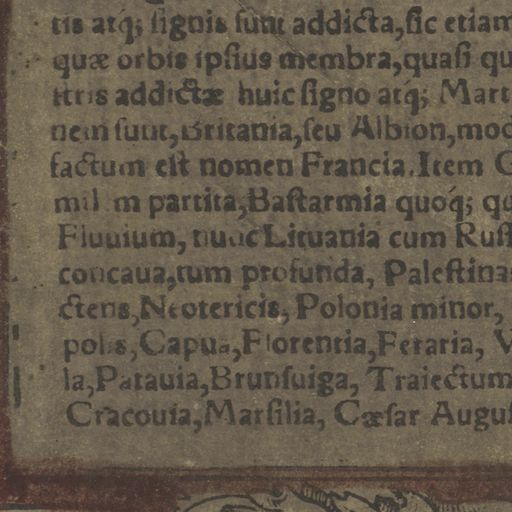 tis atq́; ſignis ſunt addicta,ſic etiam
quæ orbis ipſius membra,quaſi qu
ttris addictæ huic ſigno atq; Mart
nem ſunt,Britania,ſeu Albion,mod
factum eſt nomen Francia.Item G
partita,Baſtarmia quoq́; qu
Fluuium, nunc Lituania cum Ruſſ
concaua,tum profunda, Paleſtina
ctens,Neotericis, Polonia minor,
polis,Capua,Florentia,Feraria, V
la,Patauia,Brunſuiga, Traiectum
Cracouia,Marſilia, Cæſar Auguſ